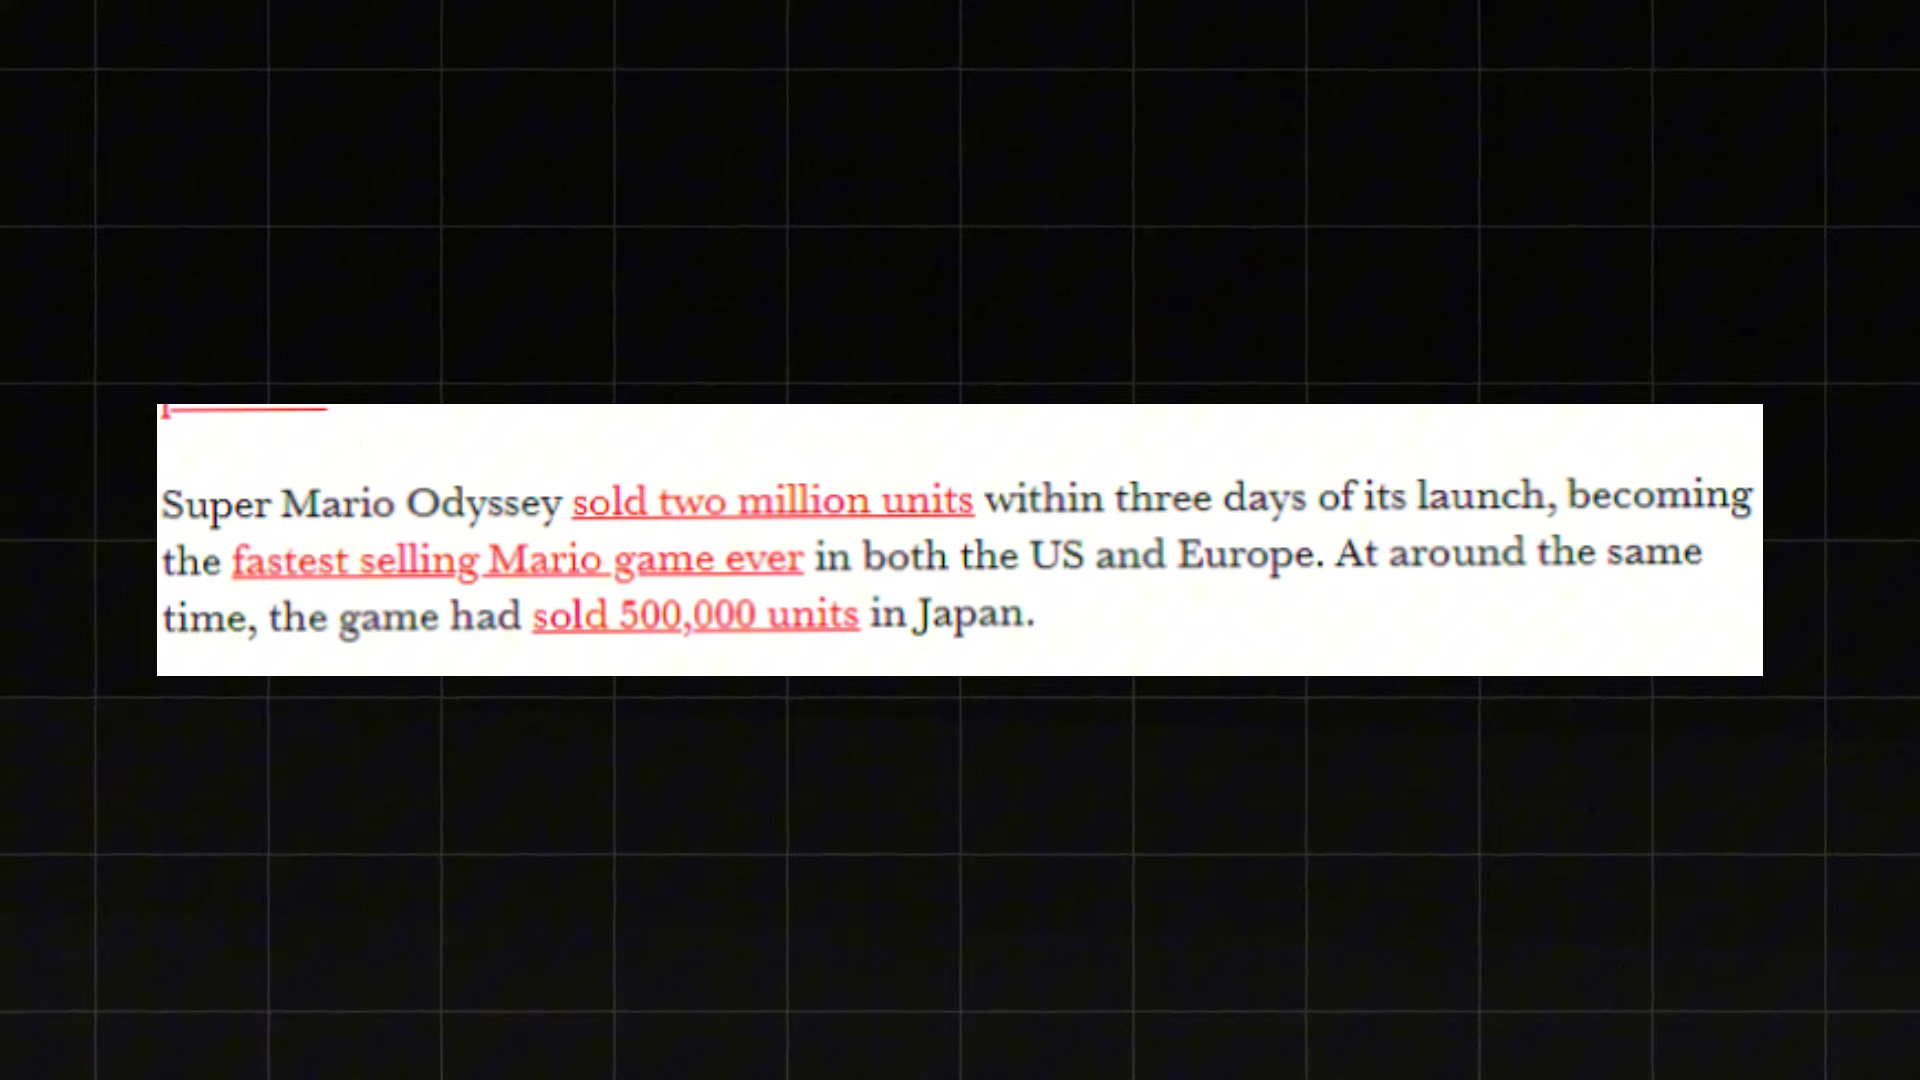 Super Mario Odyssey sold two million units within three days of its launch, becoming
the fastest selling Mario game ever in both the US and Europe. At around the same
time, the game had sold 500,000 units in Japan.